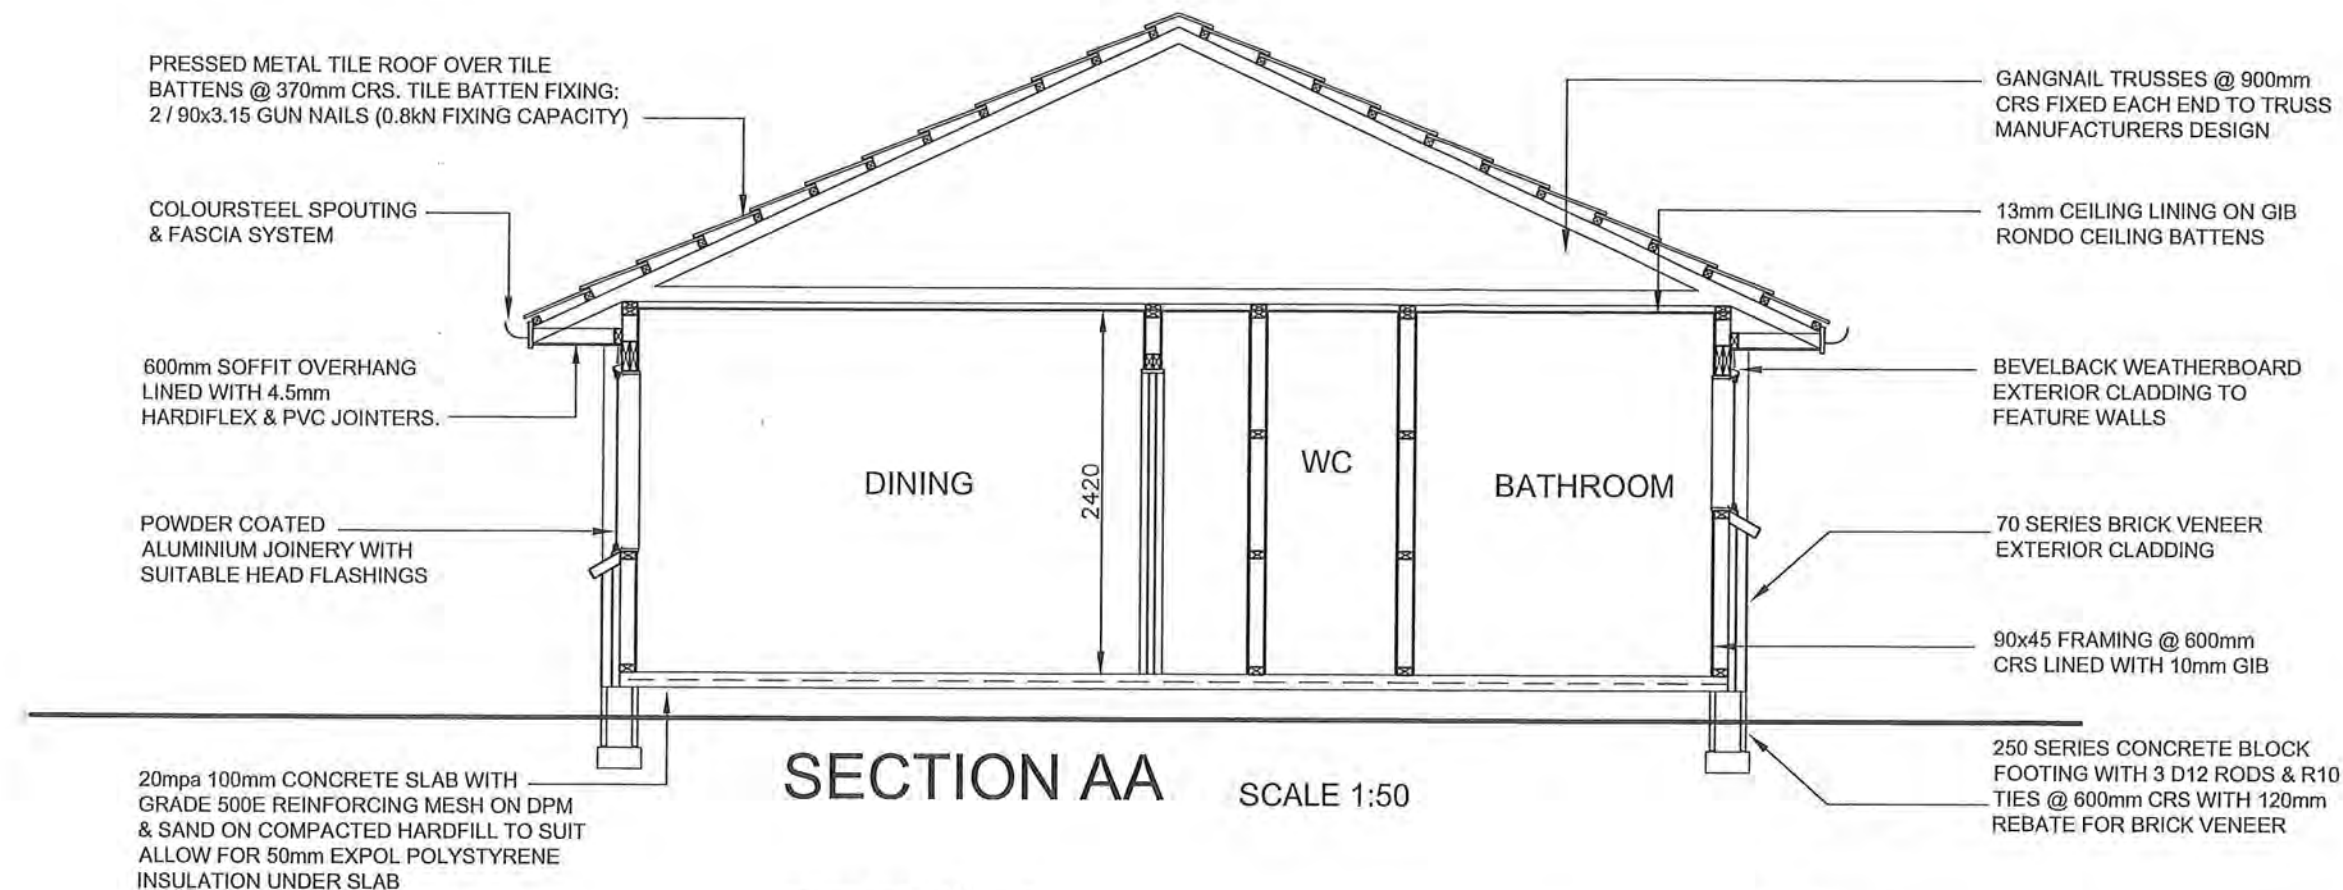 PRESSED METAL TILE ROOF OVER TILE
BATTENS @ 370mm CRS. TILE BATTEN FIXING:
2 / 90x3.15 GUN NAILS (0.8kN FIXING CAPACITY)
COLOURSTEEL SPOUTING
& FASCIA SYSTEM
600mm SOFFIT OVERHANG
LINED WITH 4.5mm
HARDIFLEX & PVC JOINTERS.
POWDER COATED
ALUMINIUM JOINERY WITH
SUITABLE HEAD FLASHINGS
20mpa 100mm CONCRETE SLAB WITH
GRADE 500E REINFORCING MESH ON DPM
& SAND ON COMPACTED HARDFILL TO SUIT
ALLOW FOR 50mm EXPOL POLYSTYRENE
INSULATION UNDER SLAB
DINING
2420
WC
BATHROOM
SECTION AA
SCALE 1:50
GANGNAIL TRUSSES @ 900mm
CRS FIXED EACH END TO TRUSS
MANUFACTURERS DESIGN
13mm CEILING LINING ON GIB
RONDO CEILING BATTENS
BEVELBACK WEATHERBOARD
EXTERIOR CLADDING TO
FEATURE WALLS
70 SERIES BRICK VENEER
EXTERIOR CLADDING
90x45 FRAMING @ 600mm
CRS LINED WITH 10mm GIB
250 SERIES CONCRETE BLOCK
FOOTING WITH 3 D12 RODS & R10
TIES @ 600mm CRS WITH 120mm
REBATE FOR BRICK VENEER